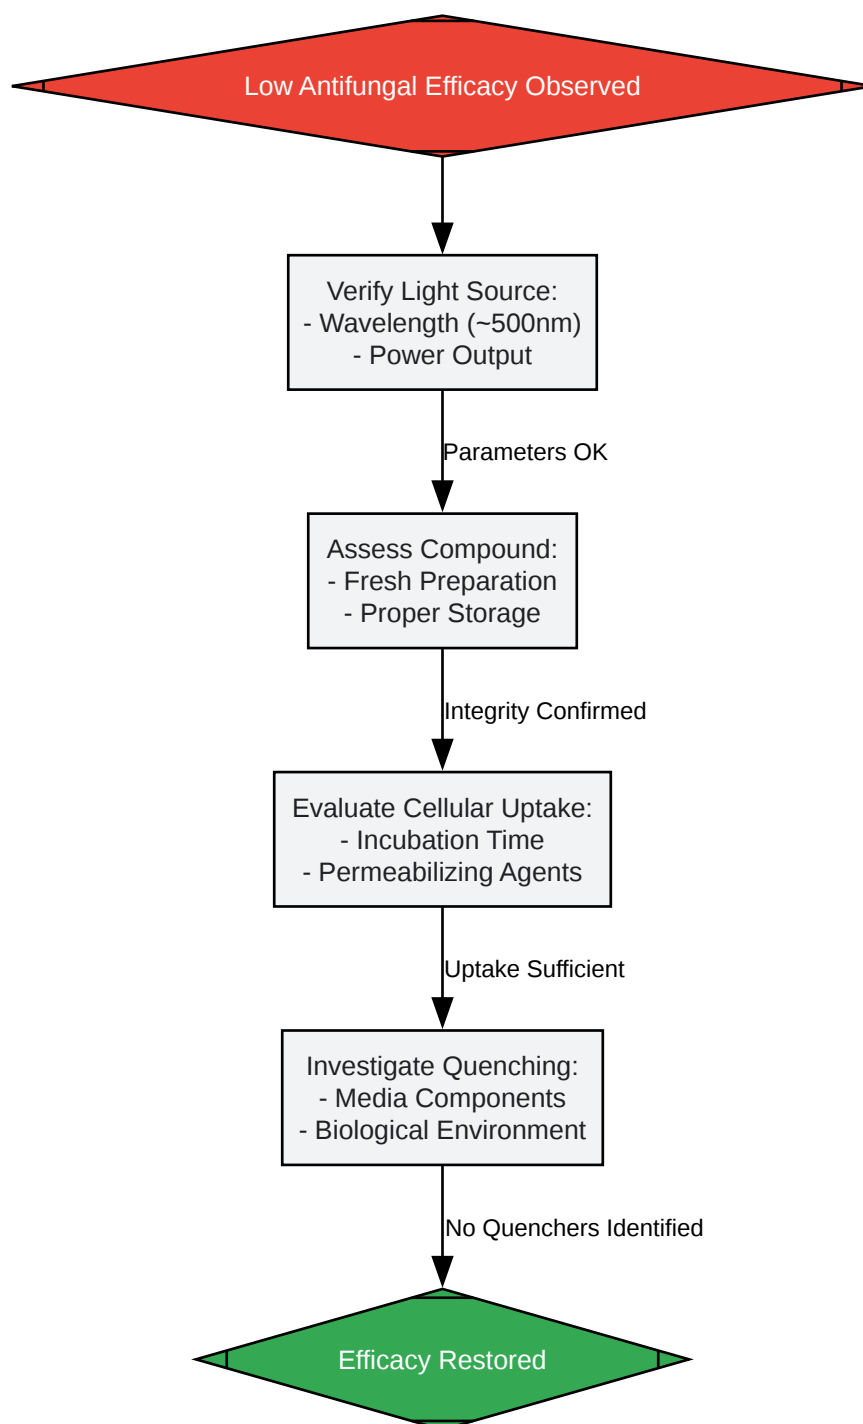 Low Antifungal Efficacy Observed
Verify Light Source:
- Wavelength (~500nm)
- Power Output
Parameters OK
Assess Compound:
- Fresh Preparation
- Proper Storage
Integrity Confirmed
Evaluate Cellular Uptake:
- Incubation Time
- Permeabilizing Agents
Uptake Sufficient
Investigate Quenching:
- Media Components
- Biological Environment
No Quenchers Identified
Efficacy Restored